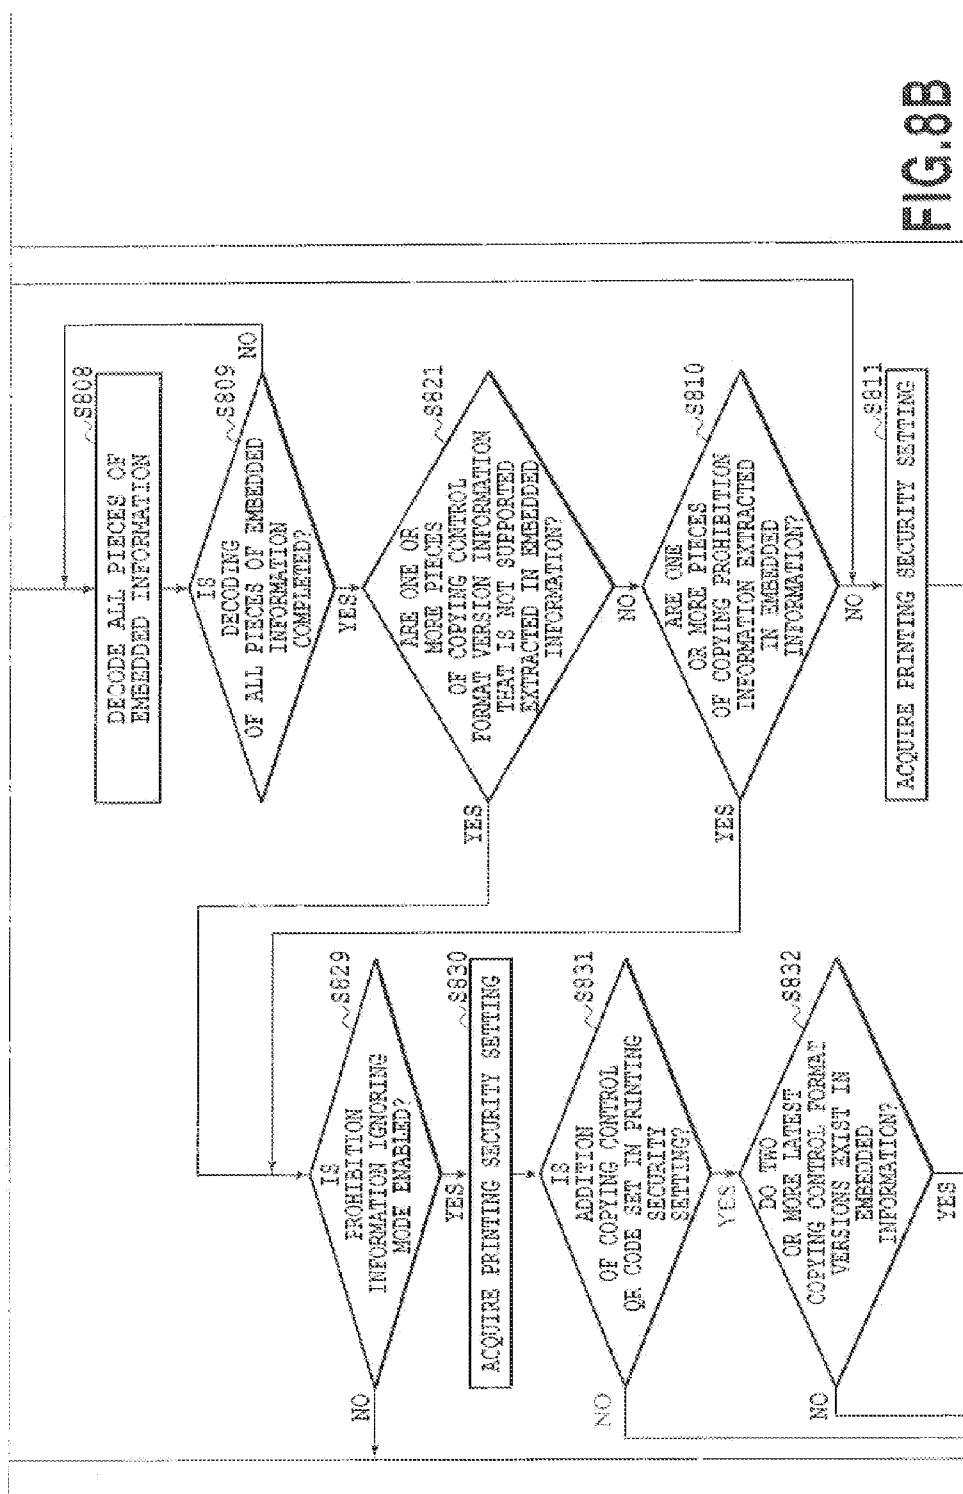 S808
DECODE ALL PIECES OF
EMBEDDED INFORMATION
S809
IS
DECODING
OF ALL PIECES OF EMBEDDED
INFORMATION
COMPLETED?
NO
YES
S821
ARE ONE OR
MORE PIECES
OF COPYING CONTROL
FORMAT VERSION INFORMATION
THAT IS NOT SUPPORTED
EXTRACTED IN EMBEDDED
INFORMATION?
YES
NO
S810
ARE ONE
OR MORE PIECES
OF COPYING PROHIBITION
INFORMATION EXTRACTED
IN EMBEDDED
INFORMATION?
YES
NO
S811
ACQUIRE PRINTING SECURITY SETTING
S829
IS
PROHIBITION
INFORMATION IGNORING
MODE ENABLED?
NO
YES
S830
ACQUIRE PRINTING SECURITY SETTING
S831
IS
ADDITION
OF COPYING CONTROL
QR CODE SET IN PRINTING
SECURITY
SETTING?
NO
YES
S832
DO TWO
OR MORE LATEST
COPYING CONTROL FORMAT
VERSIONS EXIST IN
EMBEDDED
INFORMATION?
NO
YES
FIG.8B